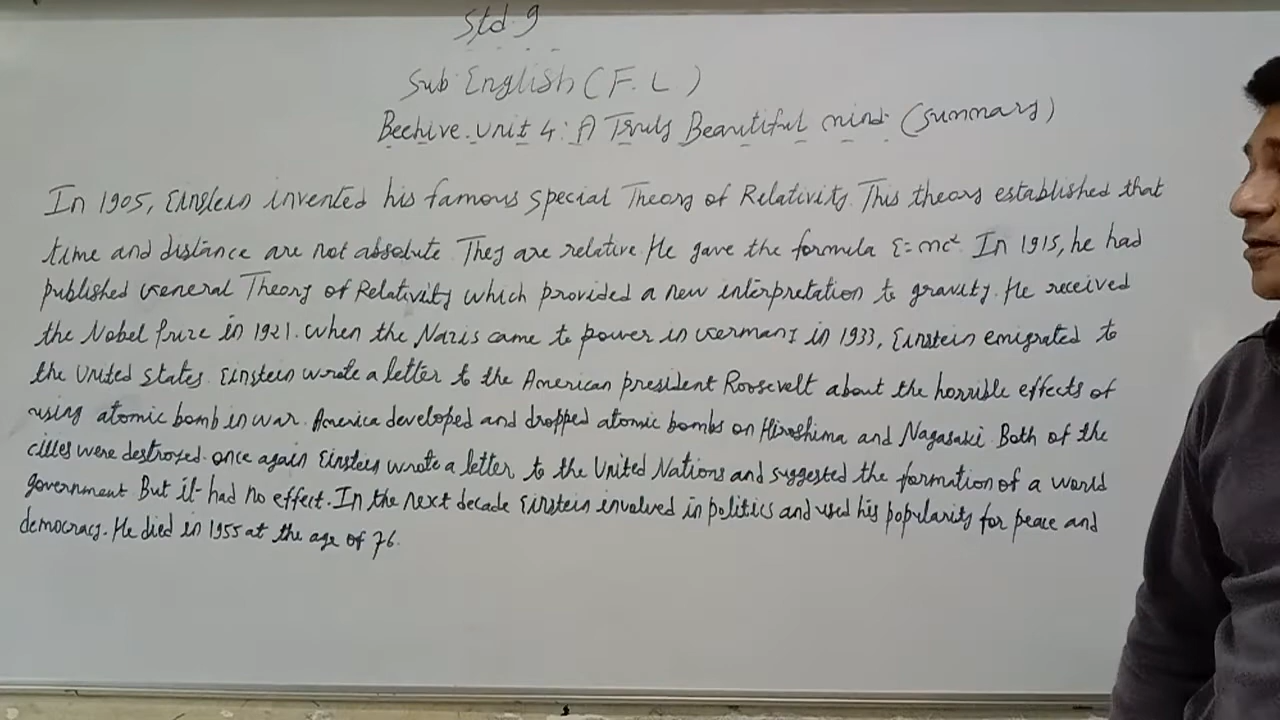 Std 9
Sub English (F.L)
Beehive. Unit 4: A Truly Beautiful mind (summary)
In 1905, Einstein invented his famous special Theory of Relativity. This theory established that
time and distance are not absolute They are relative. He gave the formula E=mc² In 1915, he had
published General Theory of Relativity which provided a new interpretation to gravity. He received
the Nobel Prize in 1921. when the Nazis came to power in Germany in 1933, Einstein emigrated to
the United States. Einstein wrote a letter to the American president Roosevelt about the horrible effects of
using atomic bomb in war. America developed and dropped atomic bombs on Hiroshima and Nagasaki. Both of the
cities were destroyed. once again Einstein wrote a letter to the United Nations and suggested the formation of a world
government But it had no effect. In the next decade Einstein involved in politics and used his popularity for peace and
democracy. He died in 1955 at the age of 76.